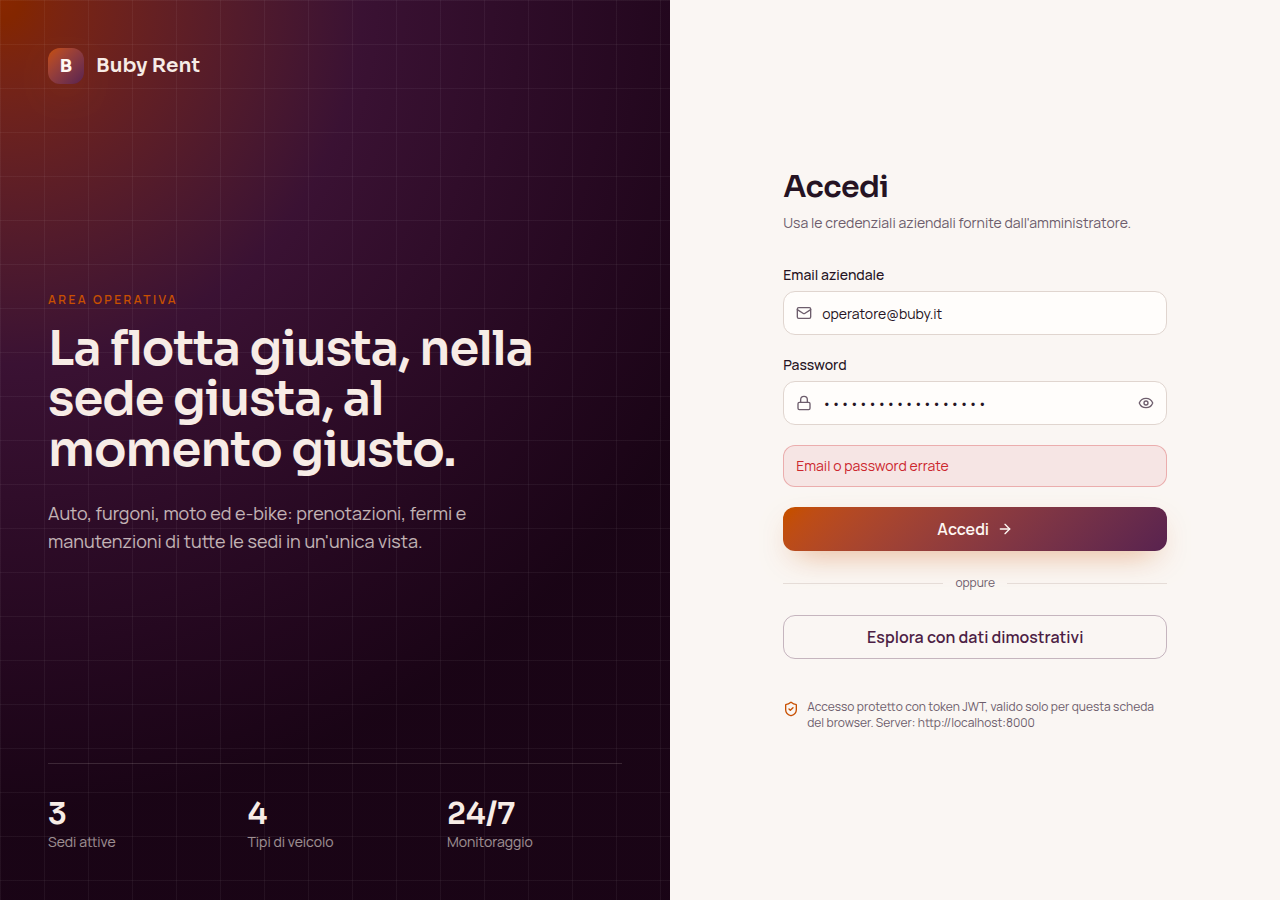 B Buby Rent
AREA OPERATIVA
La flotta giusta, nella
sede giusta, al
momento giusto.
Auto, furgoni, moto ed e-bike: prenotazioni, fermi e
manutenzioni di tutte le sedi in un'unica vista.
3
Sedi attive
4
Tipi di veicolo
24/7
Monitoraggio
Accedi
Usa le credenziali aziendali fornite dall'amministratore.
Email aziendale
operatore@buby.it
Password
••••••••••••••••••
Email o password errate
Accedi →
oppure
Esplora con dati dimostrativi
Accesso protetto con token JWT, valido solo per questa scheda
del browser. Server: http://localhost:8000